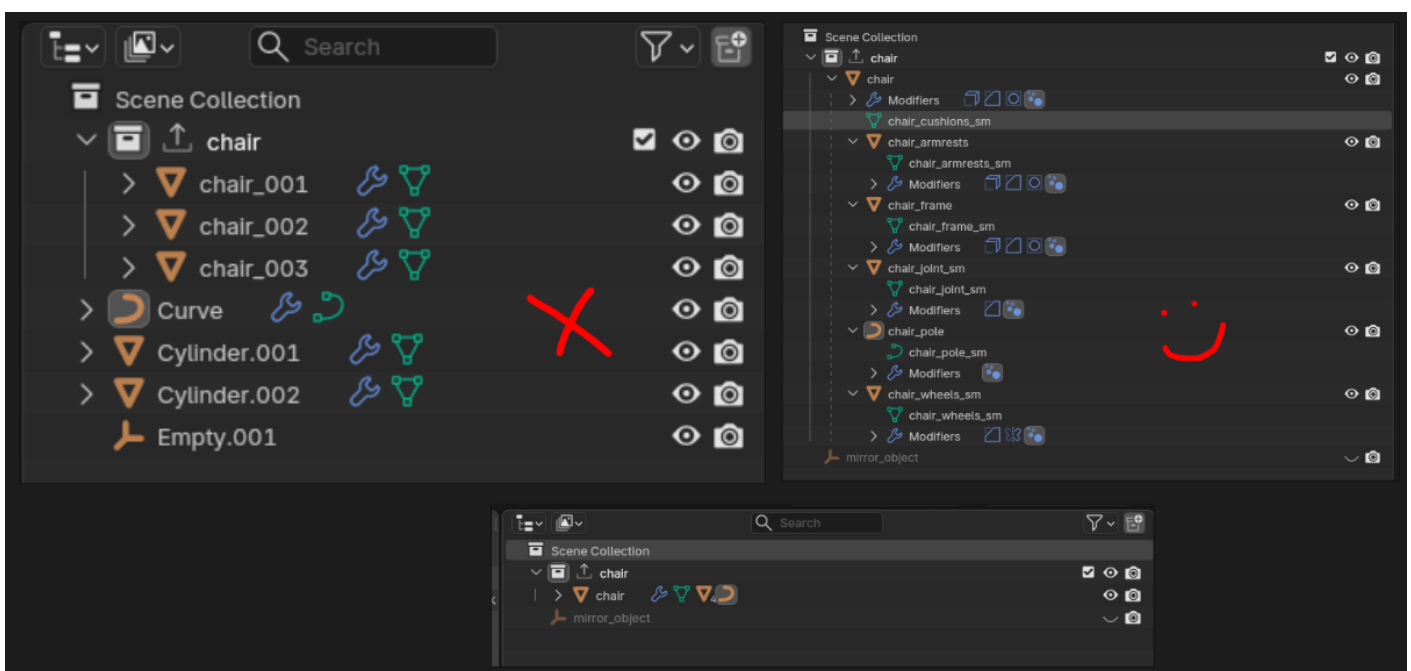 Search
Scene Collection
chair
chair_001
chair_002
chair_003
Curve
Cylinder.001
Cylinder.002
Empty.001
Scene Collection
chair
chair
Modifiers
chair_cushions_sm
chair_armrests
chair_armrests_sm
Modifiers
chair_frame
chair_frame_sm
Modifiers
chair_joint_sm
chair_joint_sm
Modifiers
chair_pole
chair_pole_sm
Modifiers
chair_wheels_sm
chair_wheels_sm
Modifiers
mirror_object
Search
Scene Collection
chair
chair 4
mirror_object